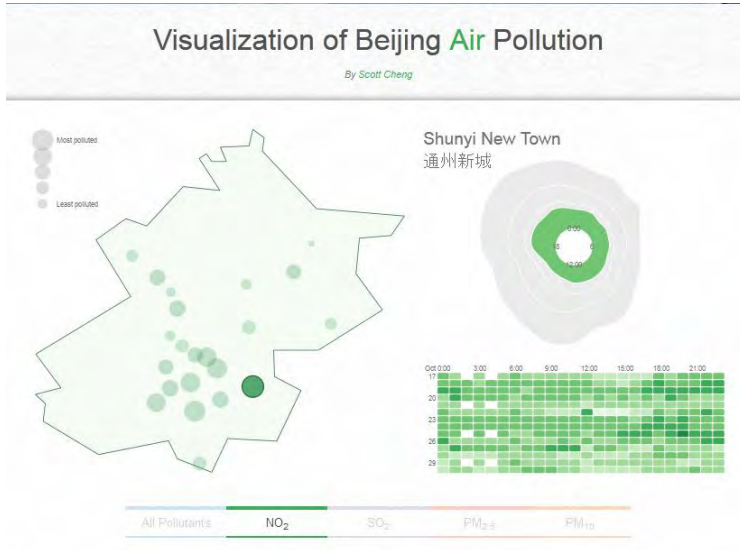 Visualization of Beijing Air Pollution
By Scott Cheng
Most polluted
Least polluted
Shunyi New Town
通州新城
0:00
18
6
12:00
Oct 0:00
3:00
6:00
9:00
12:00
15:00
18:00
21:00
17
20
23
26
29
All Pollutants
NO2
SO2
PM2.5
PM10